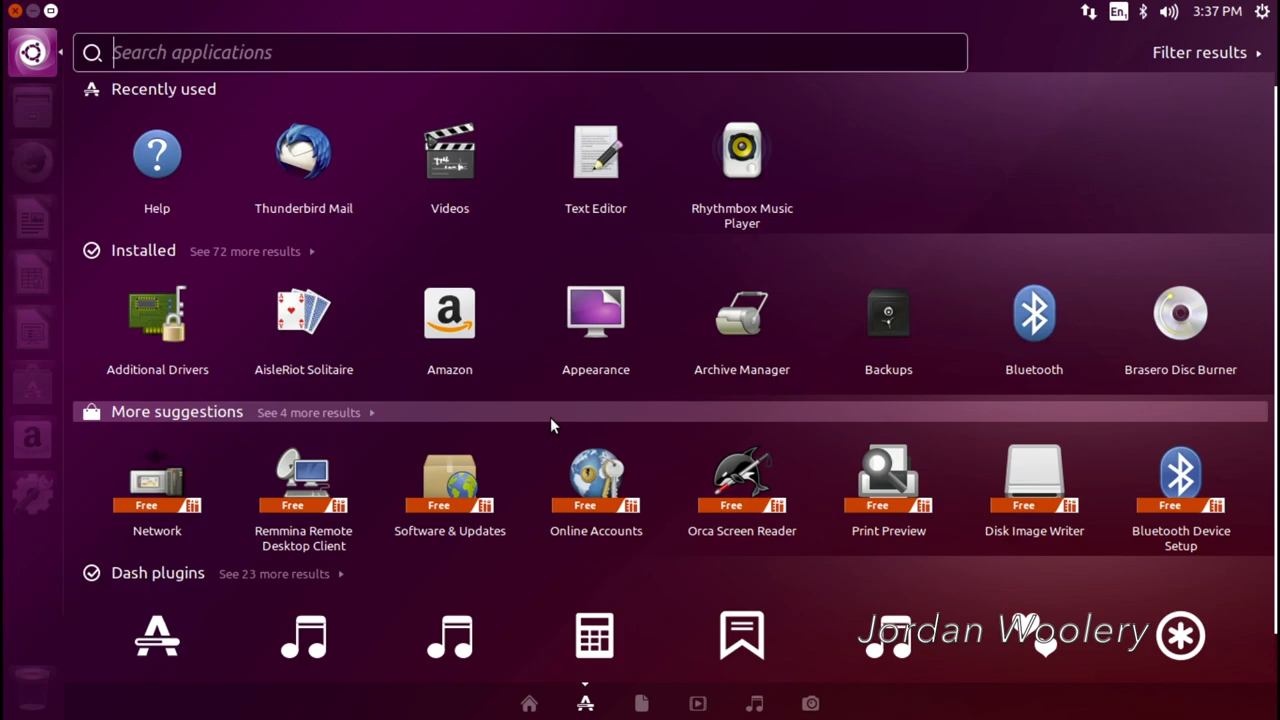 En1
3:37 PM
Search applications
Filter results
Recently used
Help
Thunderbird Mail
Videos
Text Editor
Rhythmbox Music
Player
Installed See 72 more results
Additional Drivers
AisleRiot Solitaire
Amazon
Appearance
Archive Manager
Backups
Bluetooth
Brasero Disc Burner
More suggestions See 4 more results
Free
Free
Free
Free
Free
Free
Free
Free
Network
Remmina Remote
Desktop Client
Software & Updates
Online Accounts
Orca Screen Reader
Print Preview
Disk Image Writer
Bluetooth Device
Setup
Dash plugins See 23 more results
Jordan Woolery